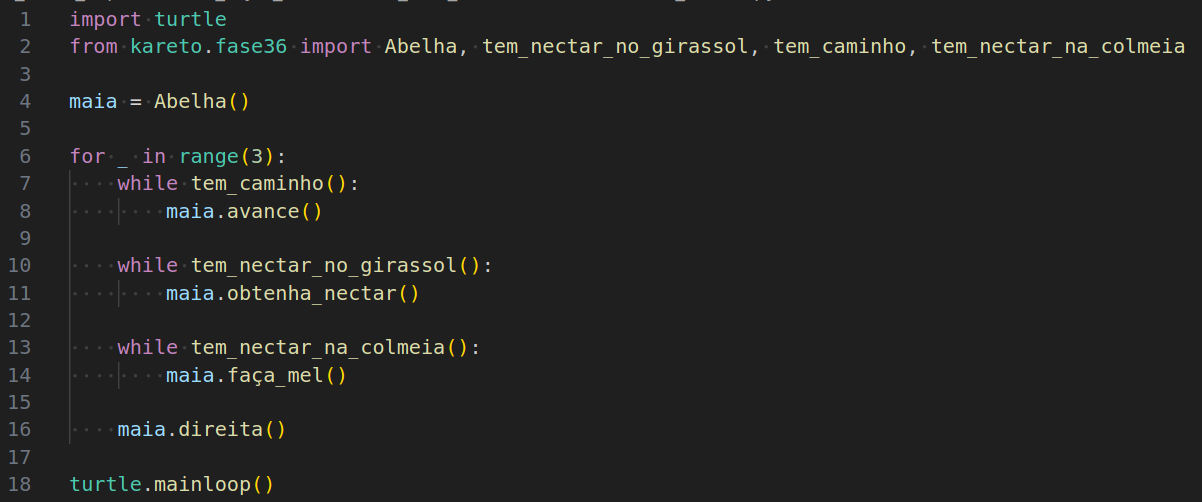 1 import turtle
2 from kareto.fase36 import Abelha, tem_nectar_no_girassol, tem_caminho, tem_nectar_na_colmeia
3
4 maia = Abelha()
5
6 for _ in range(3):
7     while tem_caminho():
8         maia.avance()
9
10     while tem_nectar_no_girassol():
11         maia.obtenha_nectar()
12
13     while tem_nectar_na_colmeia():
14         maia.faça_mel()
15
16     maia.direita()
17
18 turtle.mainloop()